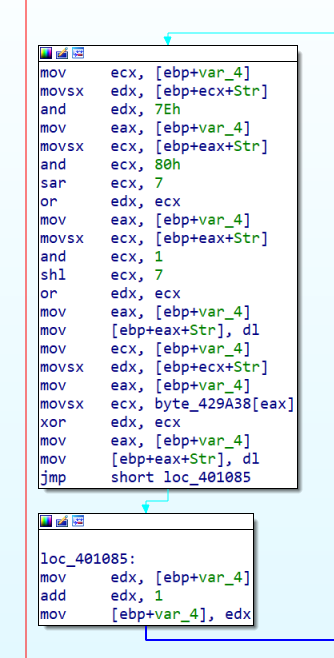 mov ecx, [ebp+var_4]
movsx edx, [ebp+ecx+Str]
and edx, 7Eh
mov eax, [ebp+var_4]
movsx ecx, [ebp+eax+Str]
and ecx, 80h
sar ecx, 7
or edx, ecx
mov eax, [ebp+var_4]
movsx ecx, [ebp+eax+Str]
and ecx, 1
shl ecx, 7
or edx, ecx
mov eax, [ebp+var_4]
mov [ebp+eax+Str], dl
mov ecx, [ebp+var_4]
movsx edx, [ebp+ecx+Str]
mov eax, [ebp+var_4]
movsx ecx, byte_429A38[eax]
xor edx, ecx
mov eax, [ebp+var_4]
mov [ebp+eax+Str], dl
jmp short loc_401085
loc_401085:
mov edx, [ebp+var_4]
add edx, 1
mov [ebp+var_4], edx